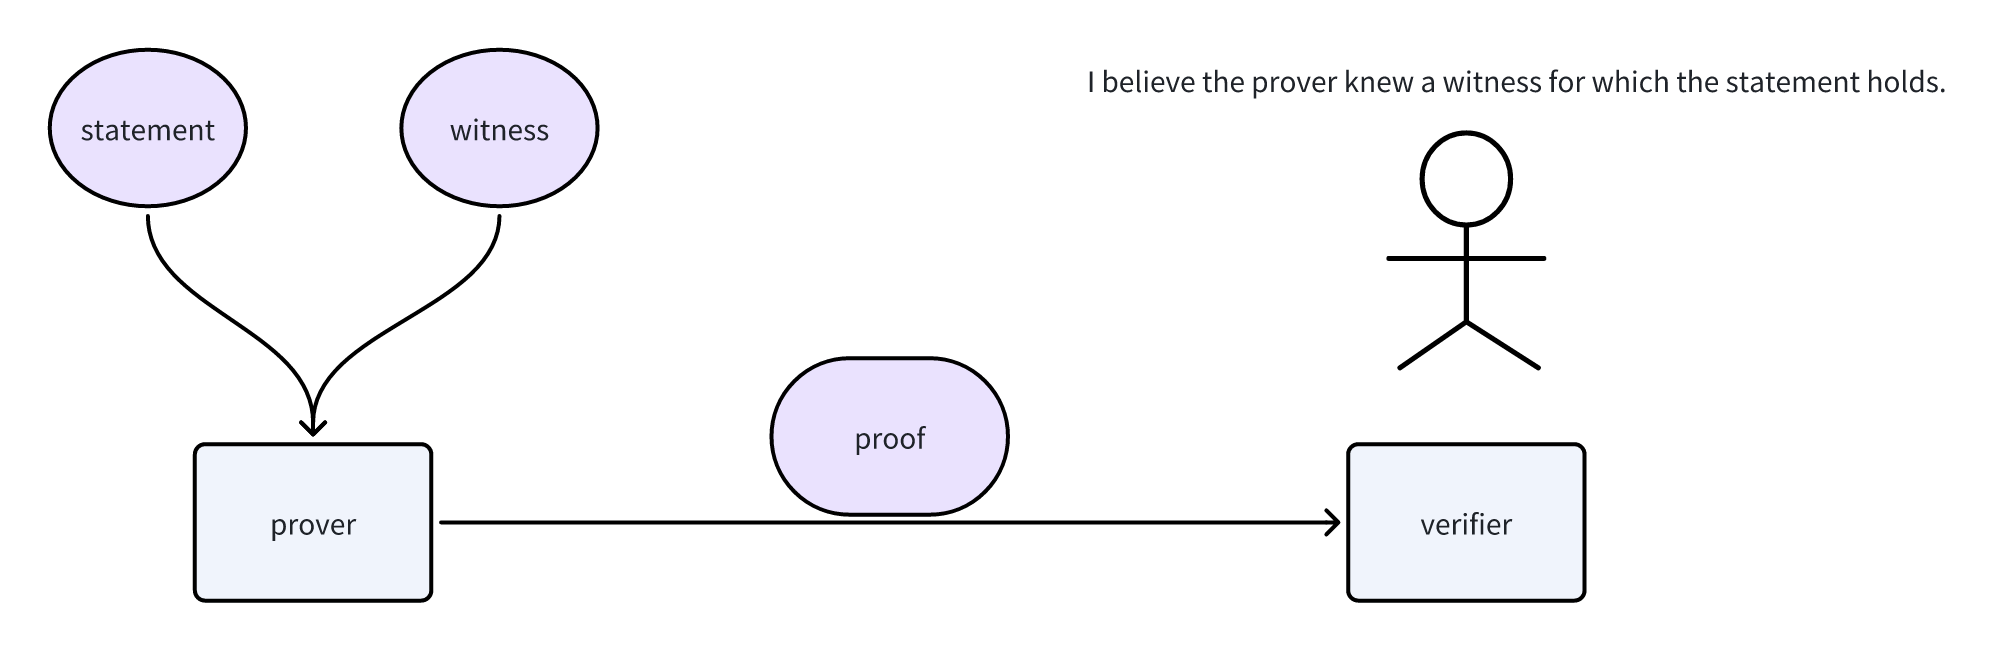 I believe the prover knew a witness for which the statement holds.
statement
witness
proof
prover
verifier